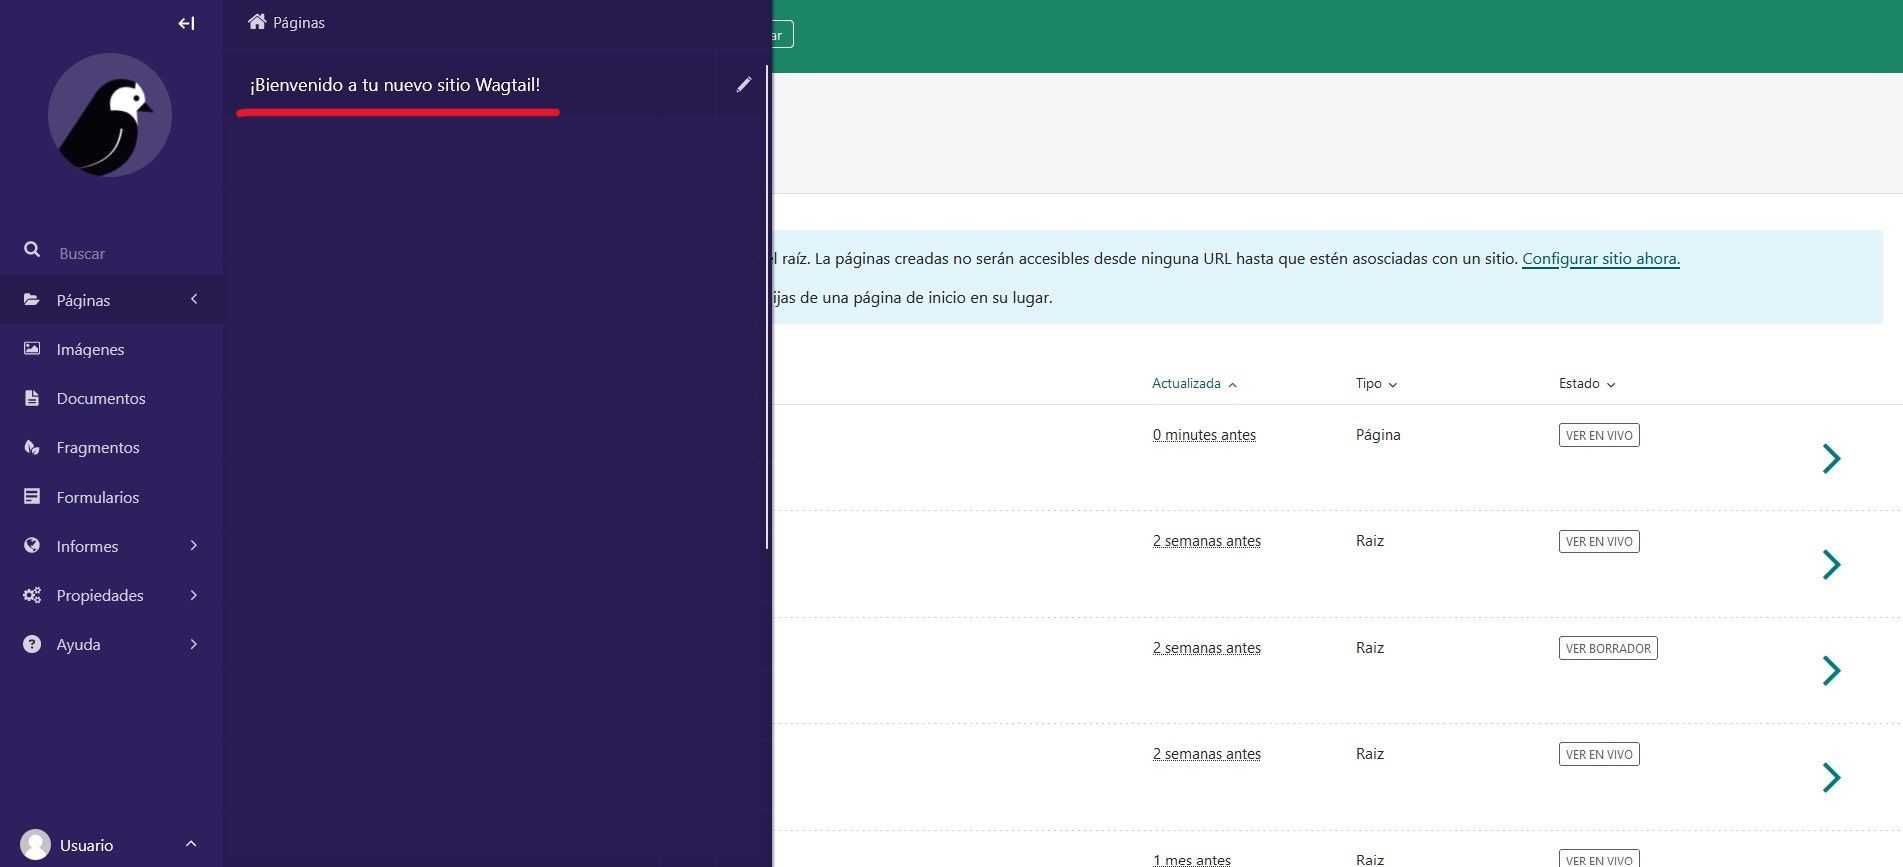 Páginas
¡Bienvenido a tu nuevo sitio Wagtail!
Buscar
Páginas
Imágenes
Documentos
Fragmentos
Formularios
Informes
Propiedades
Ayuda
Usuario
ar
el raíz. La páginas creadas no serán accesibles desde ninguna URL hasta que estén asosciadas con un sitio. Configurar sitio ahora.
ijas de una página de inicio en su lugar.
Actualizada Tipo Estado
0 minutes antes Página VER EN VIVO
2 semanas antes Raiz VER EN VIVO
2 semanas antes Raiz VER BORRADOR
2 semanas antes Raiz VER EN VIVO
1 mes antes Raiz VER EN VIVO